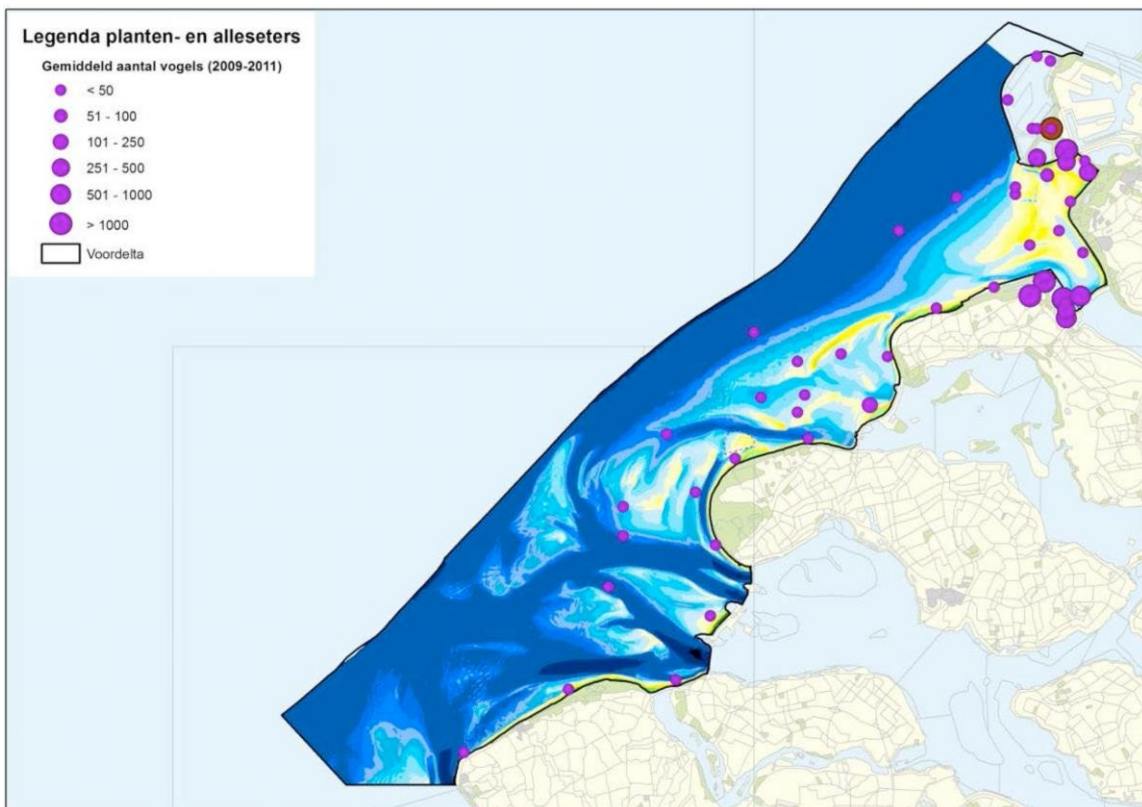 Legenda planten- en alleseters
Gemiddeld aantal vogels (2009-2011)
< 50
51 - 100
101 - 250
251 - 500
501 - 1000
> 1000
Voordelta